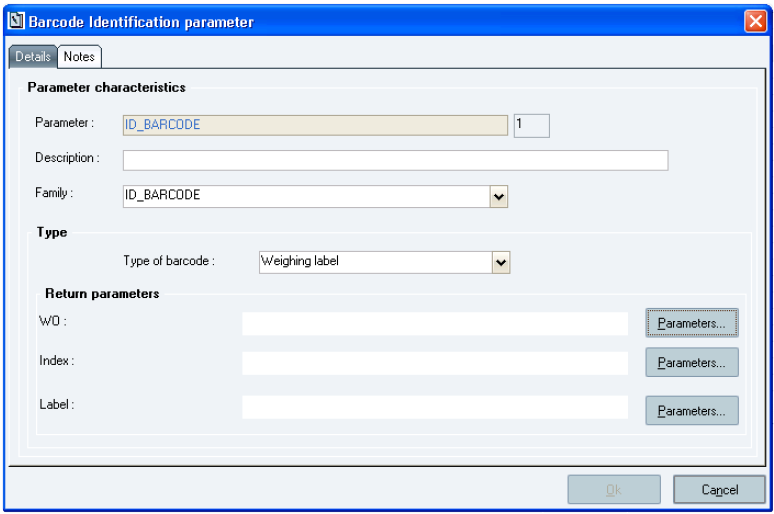 Barcode Identification parameter
Details Notes
Parameter characteristics
Parameter : ID_BARCODE 1
Description :
Family : ID_BARCODE
Type
Type of barcode : Weighing label
Return parameters
WO : Parameters...
Index : Parameters...
Label : Parameters...
Ok Cancel